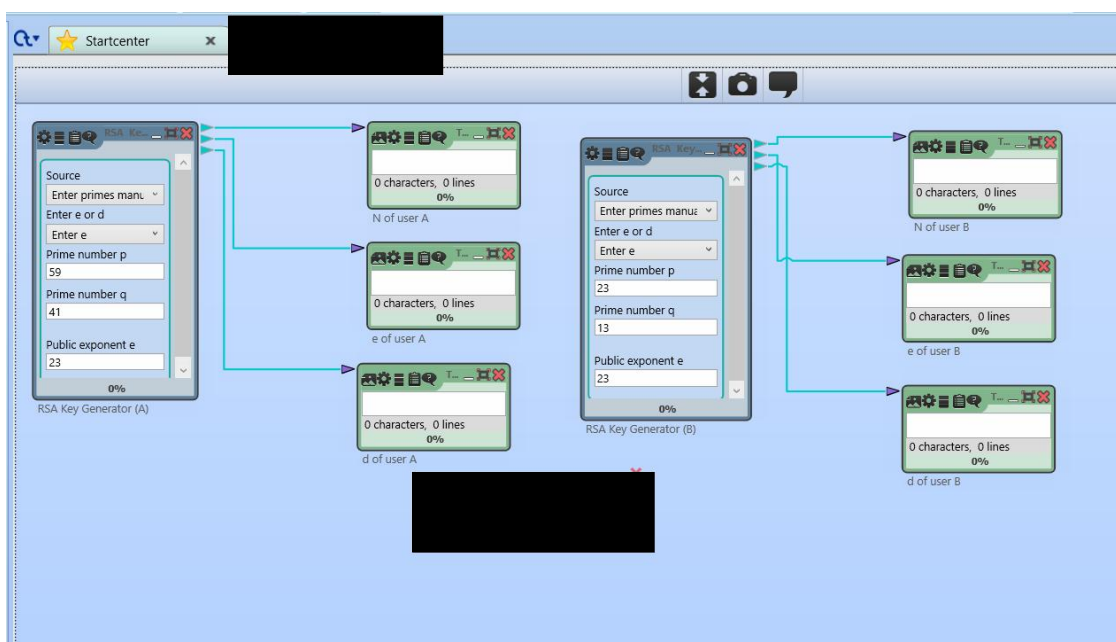 Startcenter
RSA Ke...
Source
Enter primes manu
Enter e or d
Enter e
Prime number p
59
Prime number q
41
Public exponent e
23
0%
RSA Key Generator (A)
T...
0 characters, 0 lines
0%
N of user A
T...
0 characters, 0 lines
0%
e of user A
T...
0 characters, 0 lines
0%
d of user A
RSA Key...
Source
Enter primes manua
Enter e or d
Enter e
Prime number p
23
Prime number q
13
Public exponent e
23
0%
RSA Key Generator (B)
T...
0 characters, 0 lines
0%
N of user B
T...
0 characters, 0 lines
0%
e of user B
T...
0 characters, 0 lines
0%
d of user B